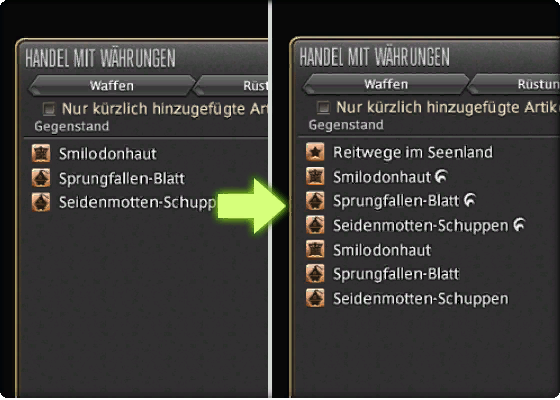 HANDEL MIT WÄHRUNGEN
Waffen
Nur kürzlich hinzugefügte Arti
Gegenstand
Smilodonhaut
Sprungfallen-Blatt
Seidenmotten-Schupp
HANDEL MIT WÄHRUNGEN
Waffen Rüstun
Nur kürzlich hinzugefügte Artik
Gegenstand
Reitwege im Seenland
Smilodonhaut
Sprungfallen-Blatt
Seidenmotten-Schuppen
Smilodonhaut
Sprungfallen-Blatt
Seidenmotten-Schuppen